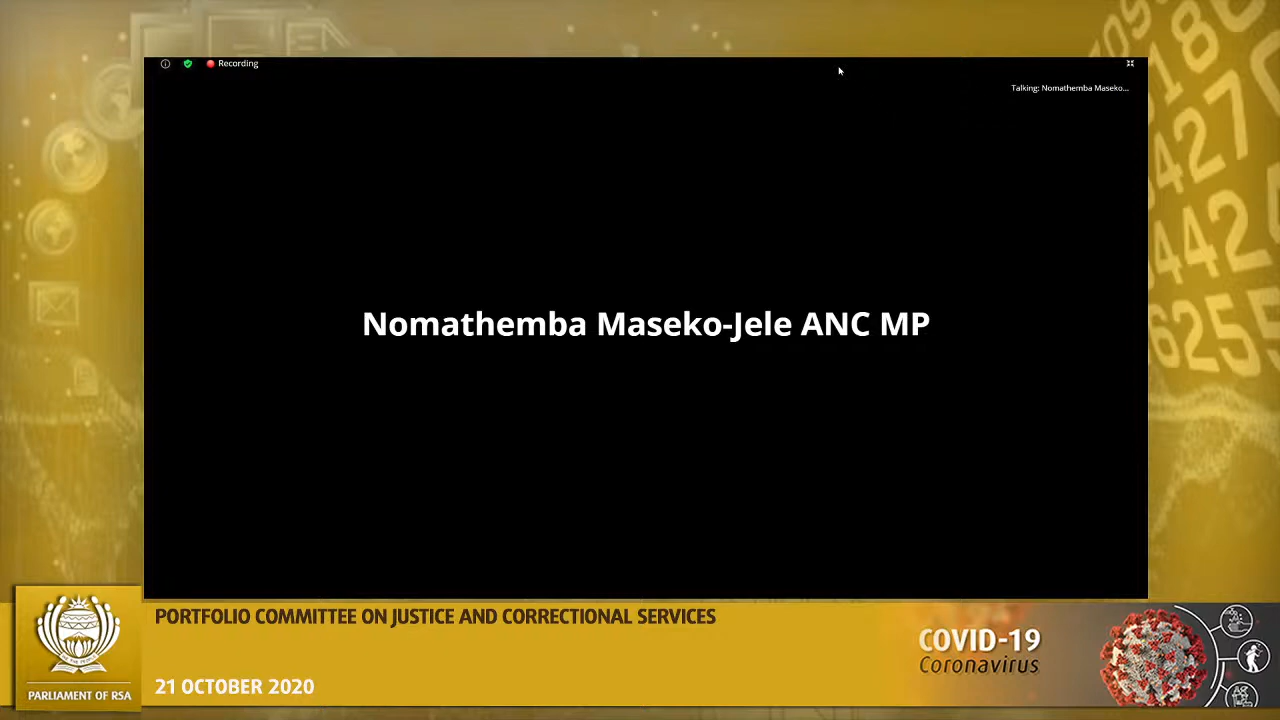 Recording
Talking: Nomathemba Maseko...
Nomathemba Maseko-Jele ANC MP
PORTFOLIO COMMITTEE ON JUSTICE AND CORRECTIONAL SERVICES
21 OCTOBER 2020
PARLIAMENT OF RSA
COVID-19
Coronavirus